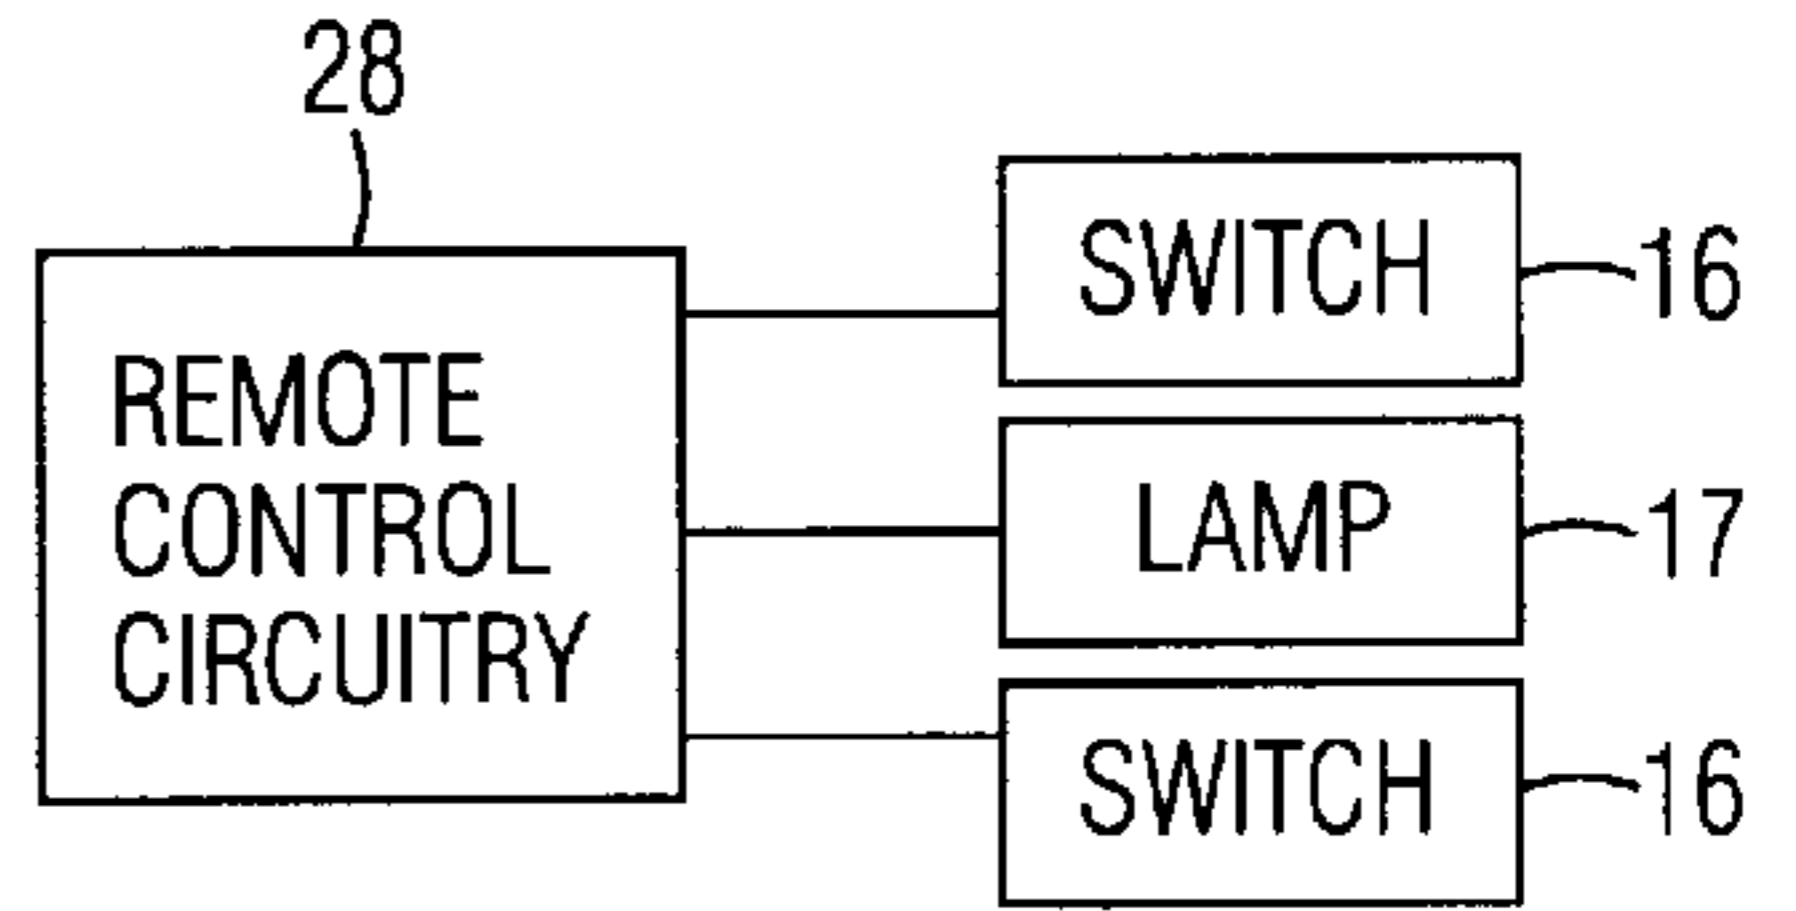 28
REMOTE
CONTROL
CIRCUITRY
SWITCH
16
LAMP
17
SWITCH
16